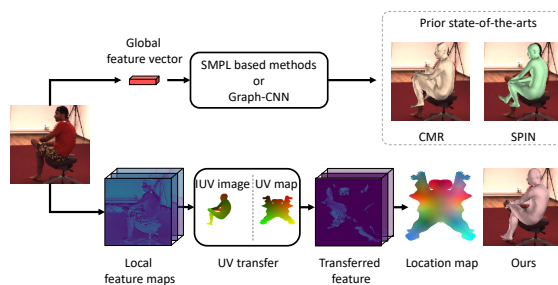 Prior state-of-the-arts
Global
feature vector
SMPL based methods
or
Graph-CNN
CMR
SPIN
IUV image
UV map
Local
feature maps
UV transfer
Transferred
feature
Location map
Ours